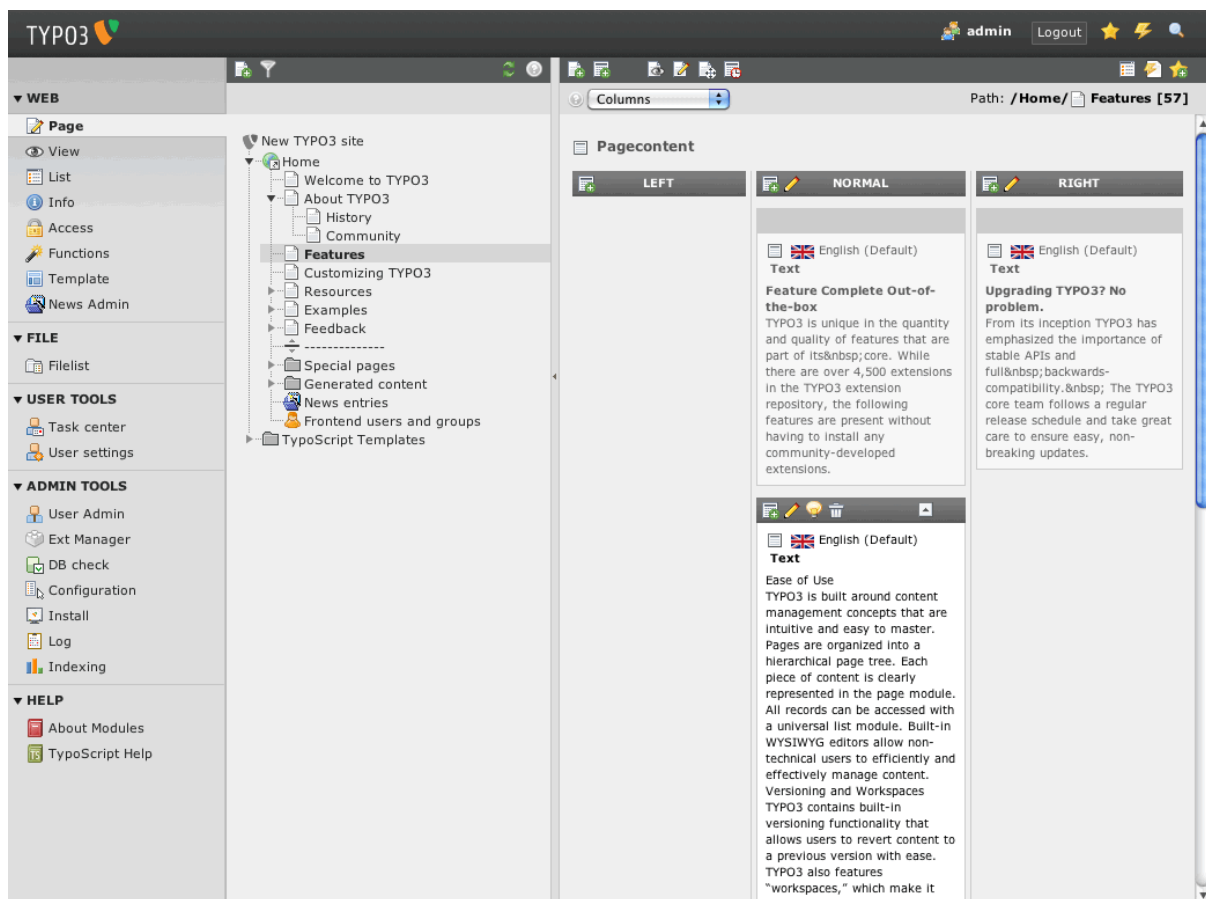 TYPO3
admin
Logout
WEB
Page
View
List
Info
Access
Functions
Template
News Admin
FILE
Filelist
USER TOOLS
Task center
User settings
ADMIN TOOLS
User Admin
Ext Manager
DB check
Configuration
Install
Log
Indexing
HELP
About Modules
TypoScript Help
New TYPO3 site
Home
Welcome to TYPO3
About TYPO3
History
Community
Features
Customizing TYPO3
Resources
Examples
Feedback
--------------
Special pages
Generated content
News entries
Frontend users and groups
TypoScript Templates
Columns
Path: /Home/ Features [57]
Pagecontent
LEFT
NORMAL
English (Default)
Text
Feature Complete Out-of-
the-box
TYPO3 is unique in the quantity
and quality of features that are
part of its&nbsp;core. While
there are over 4,500 extensions
in the TYPO3 extension
repository, the following
features are present without
having to install any
community-developed
extensions.
English (Default)
Text
Ease of Use
TYPO3 is built around content
management concepts that are
intuitive and easy to master.
Pages are organized into a
hierarchical page tree. Each
piece of content is clearly
represented in the page module.
All records can be accessed with
a universal list module. Built-in
WYSIWYG editors allow non-
technical users to efficiently and
effectively manage content.
Versioning and Workspaces
TYPO3 contains built-in
versioning functionality that
allows users to revert content to
a previous version with ease.
TYPO3 also features
“workspaces,” which make it
RIGHT
English (Default)
Text
Upgrading TYPO3? No
problem.
From its inception TYPO3 has
emphasized the importance of
stable APIs and
full&nbsp;backwards-
compatibility.&nbsp; The TYPO3
core team follows a regular
release schedule and take great
care to ensure easy, non-
breaking updates.